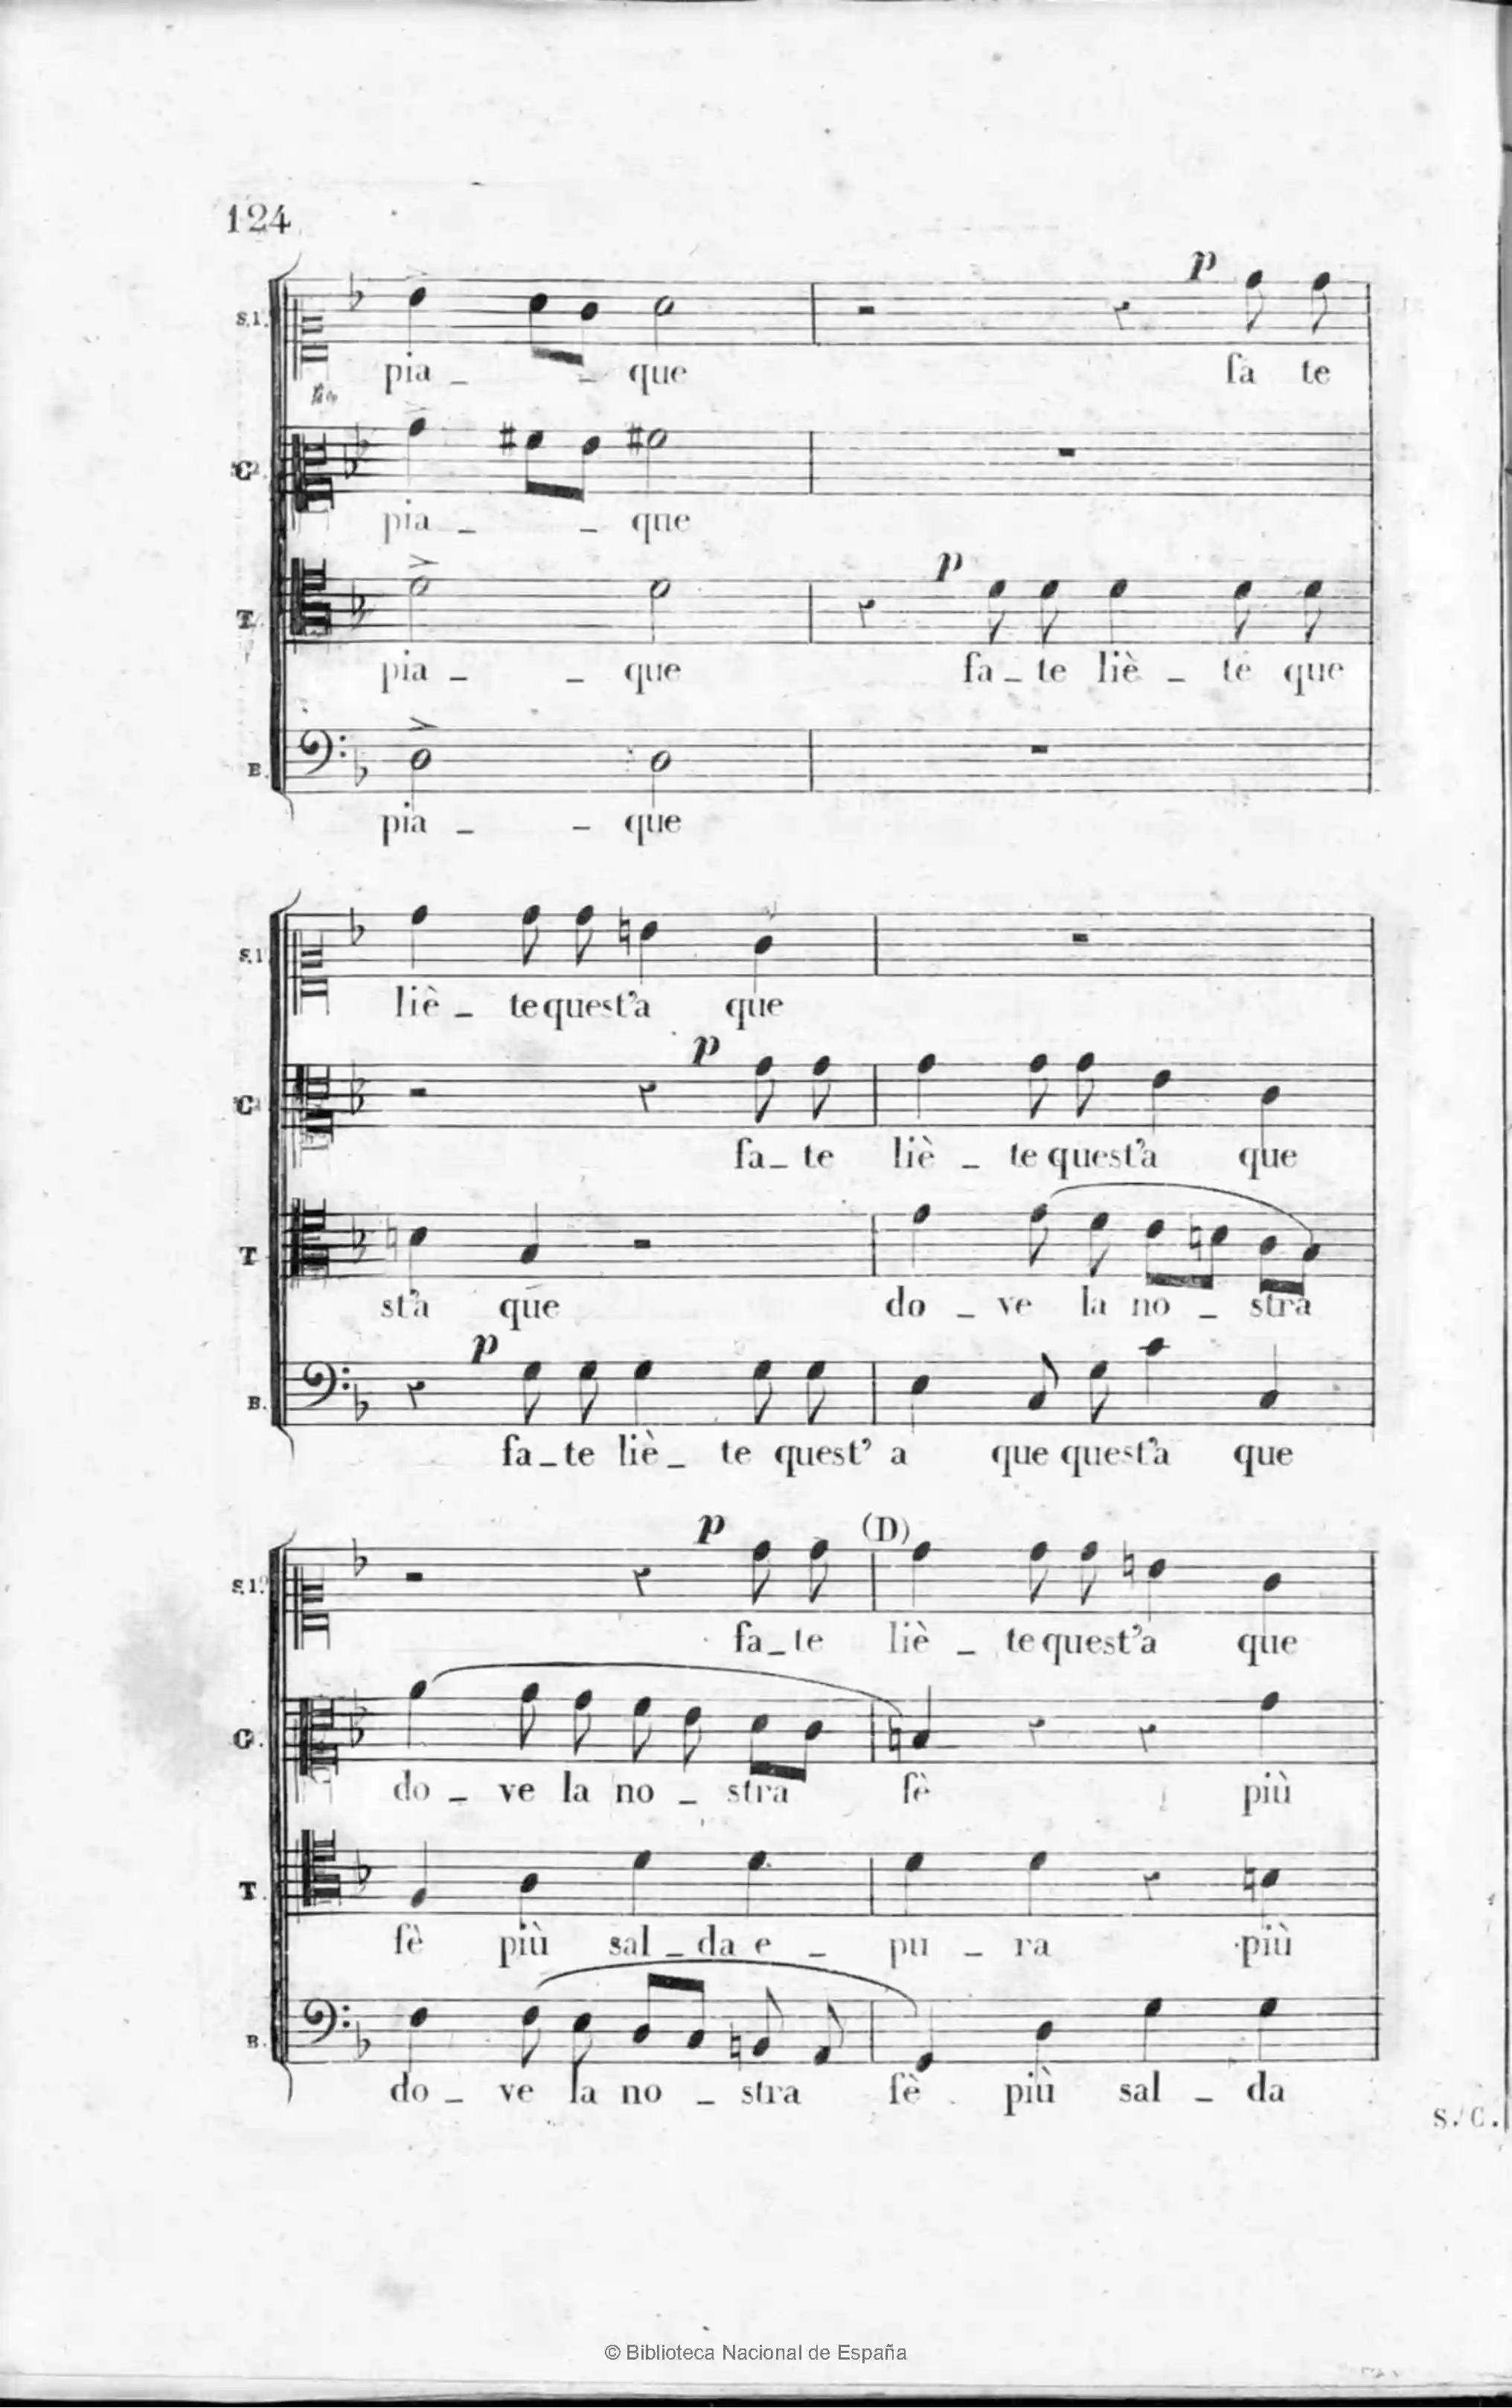 124
p
S.1.
pia _ _ que fa te
C.
pia _ _ que
p
T.
pia _ _ que fa _ te liè _ te que
B.
pia _ _ que
S.1
liè _ te quest'a que
p
C
fa _ te liè _ te quest'a que
T
st'a que do _ ve la no _ stra
p
B.
fa _ te liè _ te quest' a que quest'a que
p (D)
S.1.
fa _ te liè _ te quest'a que
C.
do _ ve la no _ stra fè più
T.
fè più sal _ da e _ pu _ ra più
B.
do _ ve la no _ stra fè più sal _ da
S. C.
© Biblioteca Nacional de España